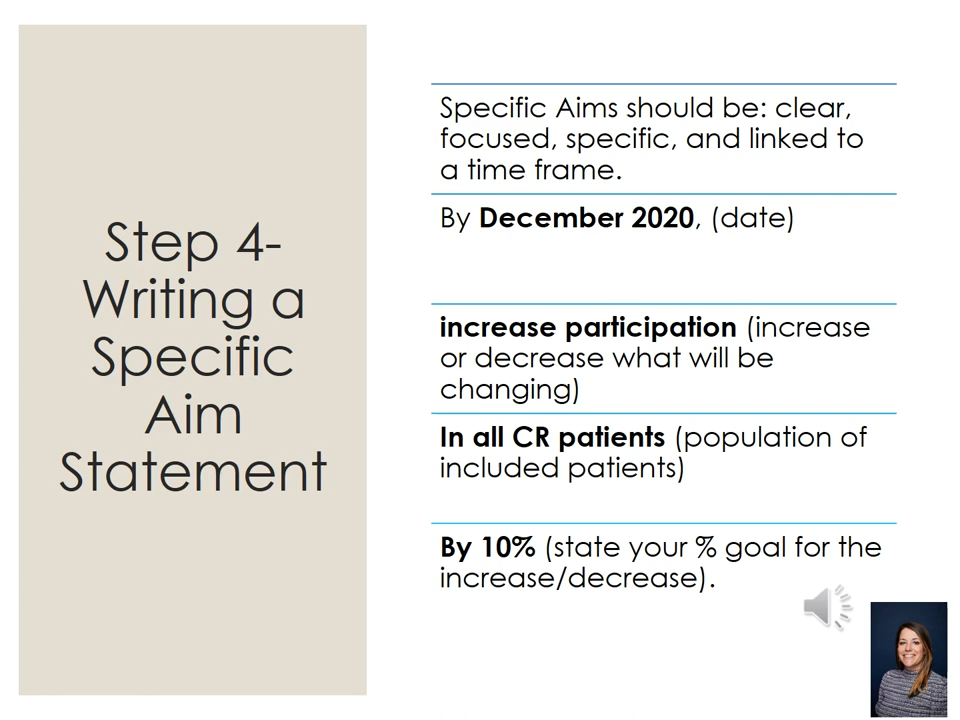 Step 4-
Writing a
Specific
Aim
Statement
Specific Aims should be: clear,
focused, specific, and linked to
a time frame.
By December 2020, (date)
increase participation (increase
or decrease what will be
changing)
In all CR patients (population of
included patients)
By 10% (state your % goal for the
increase/decrease).